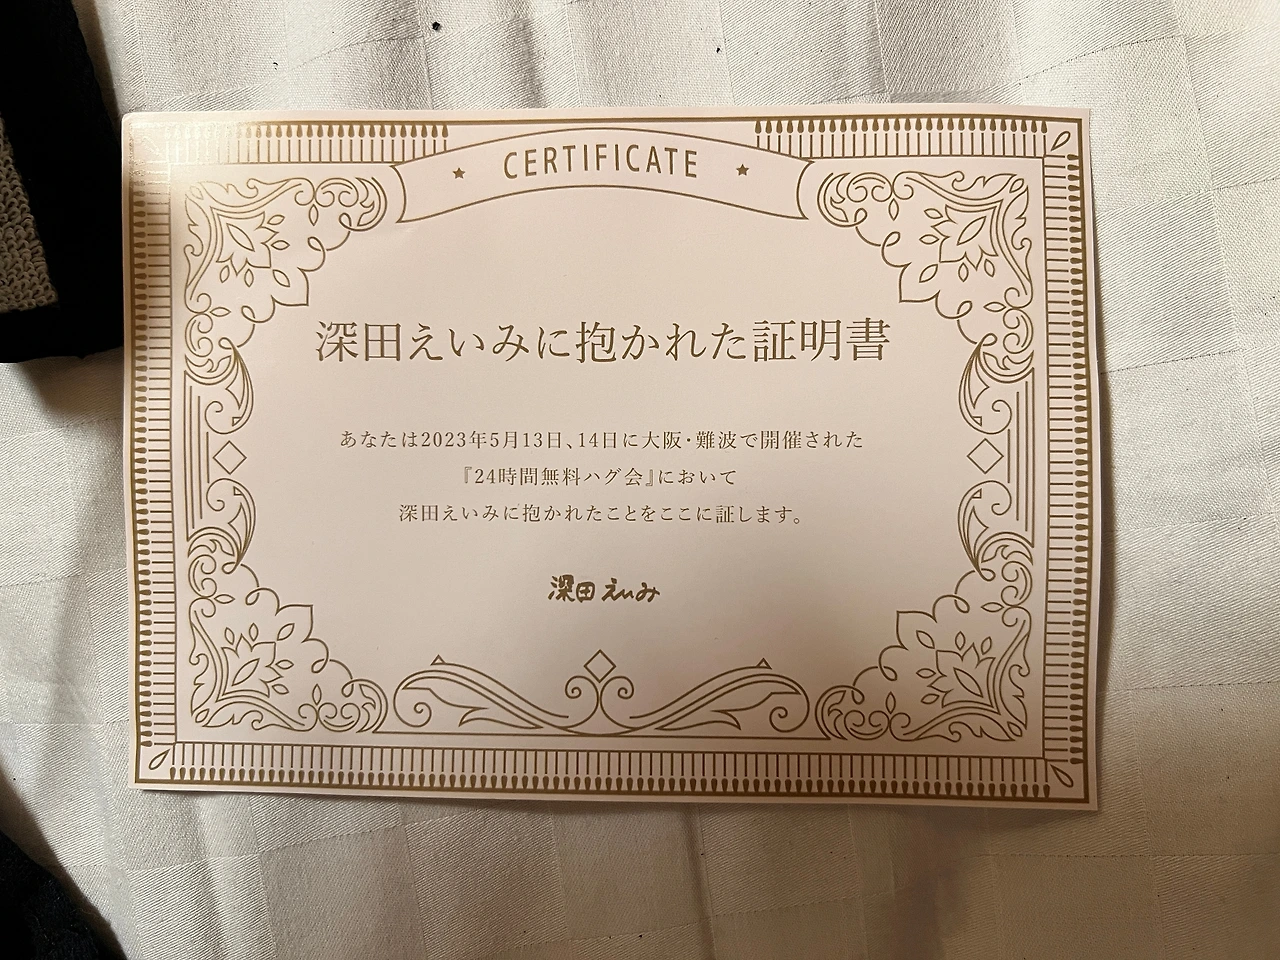 CERTIFICATE
深田えいみに抱かれた証明書
あなたは2023年5月13日、14日に大阪・難波で開催された
『24時間無料ハグ会』において
深田えいみに抱かれたことをここに証します。
深田えいみ